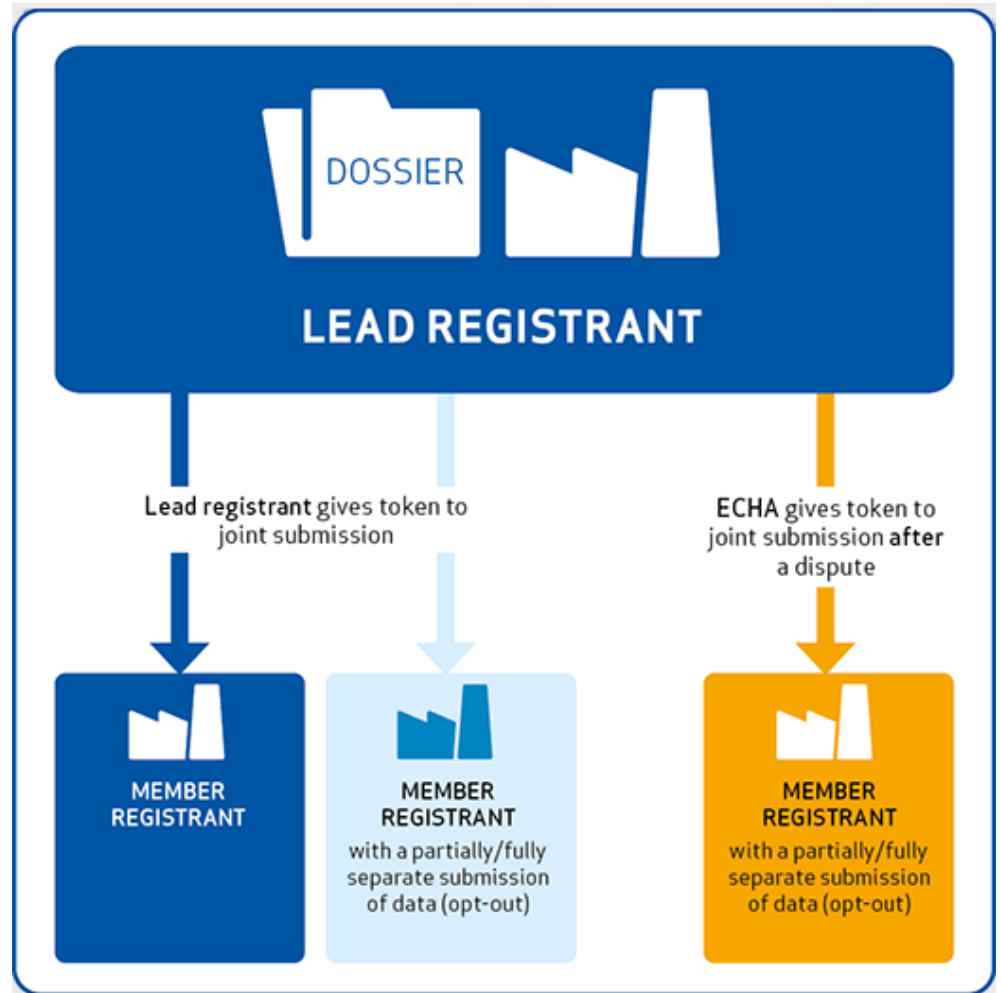 DOSSIER
LEAD REGISTRANT
Lead registrant gives token to
joint submission
ECHA gives token to
joint submission after
a dispute
MEMBER
REGISTRANT
MEMBER
REGISTRANT
with a partially/fully
separate submission
of data (opt-out)
MEMBER
REGISTRANT
with a partially/fully
separate submission
of data (opt-out)